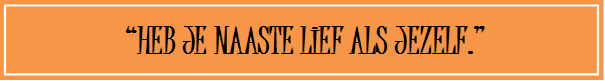 “HEB JE NAASTE LIEF ALS JEZELF.”